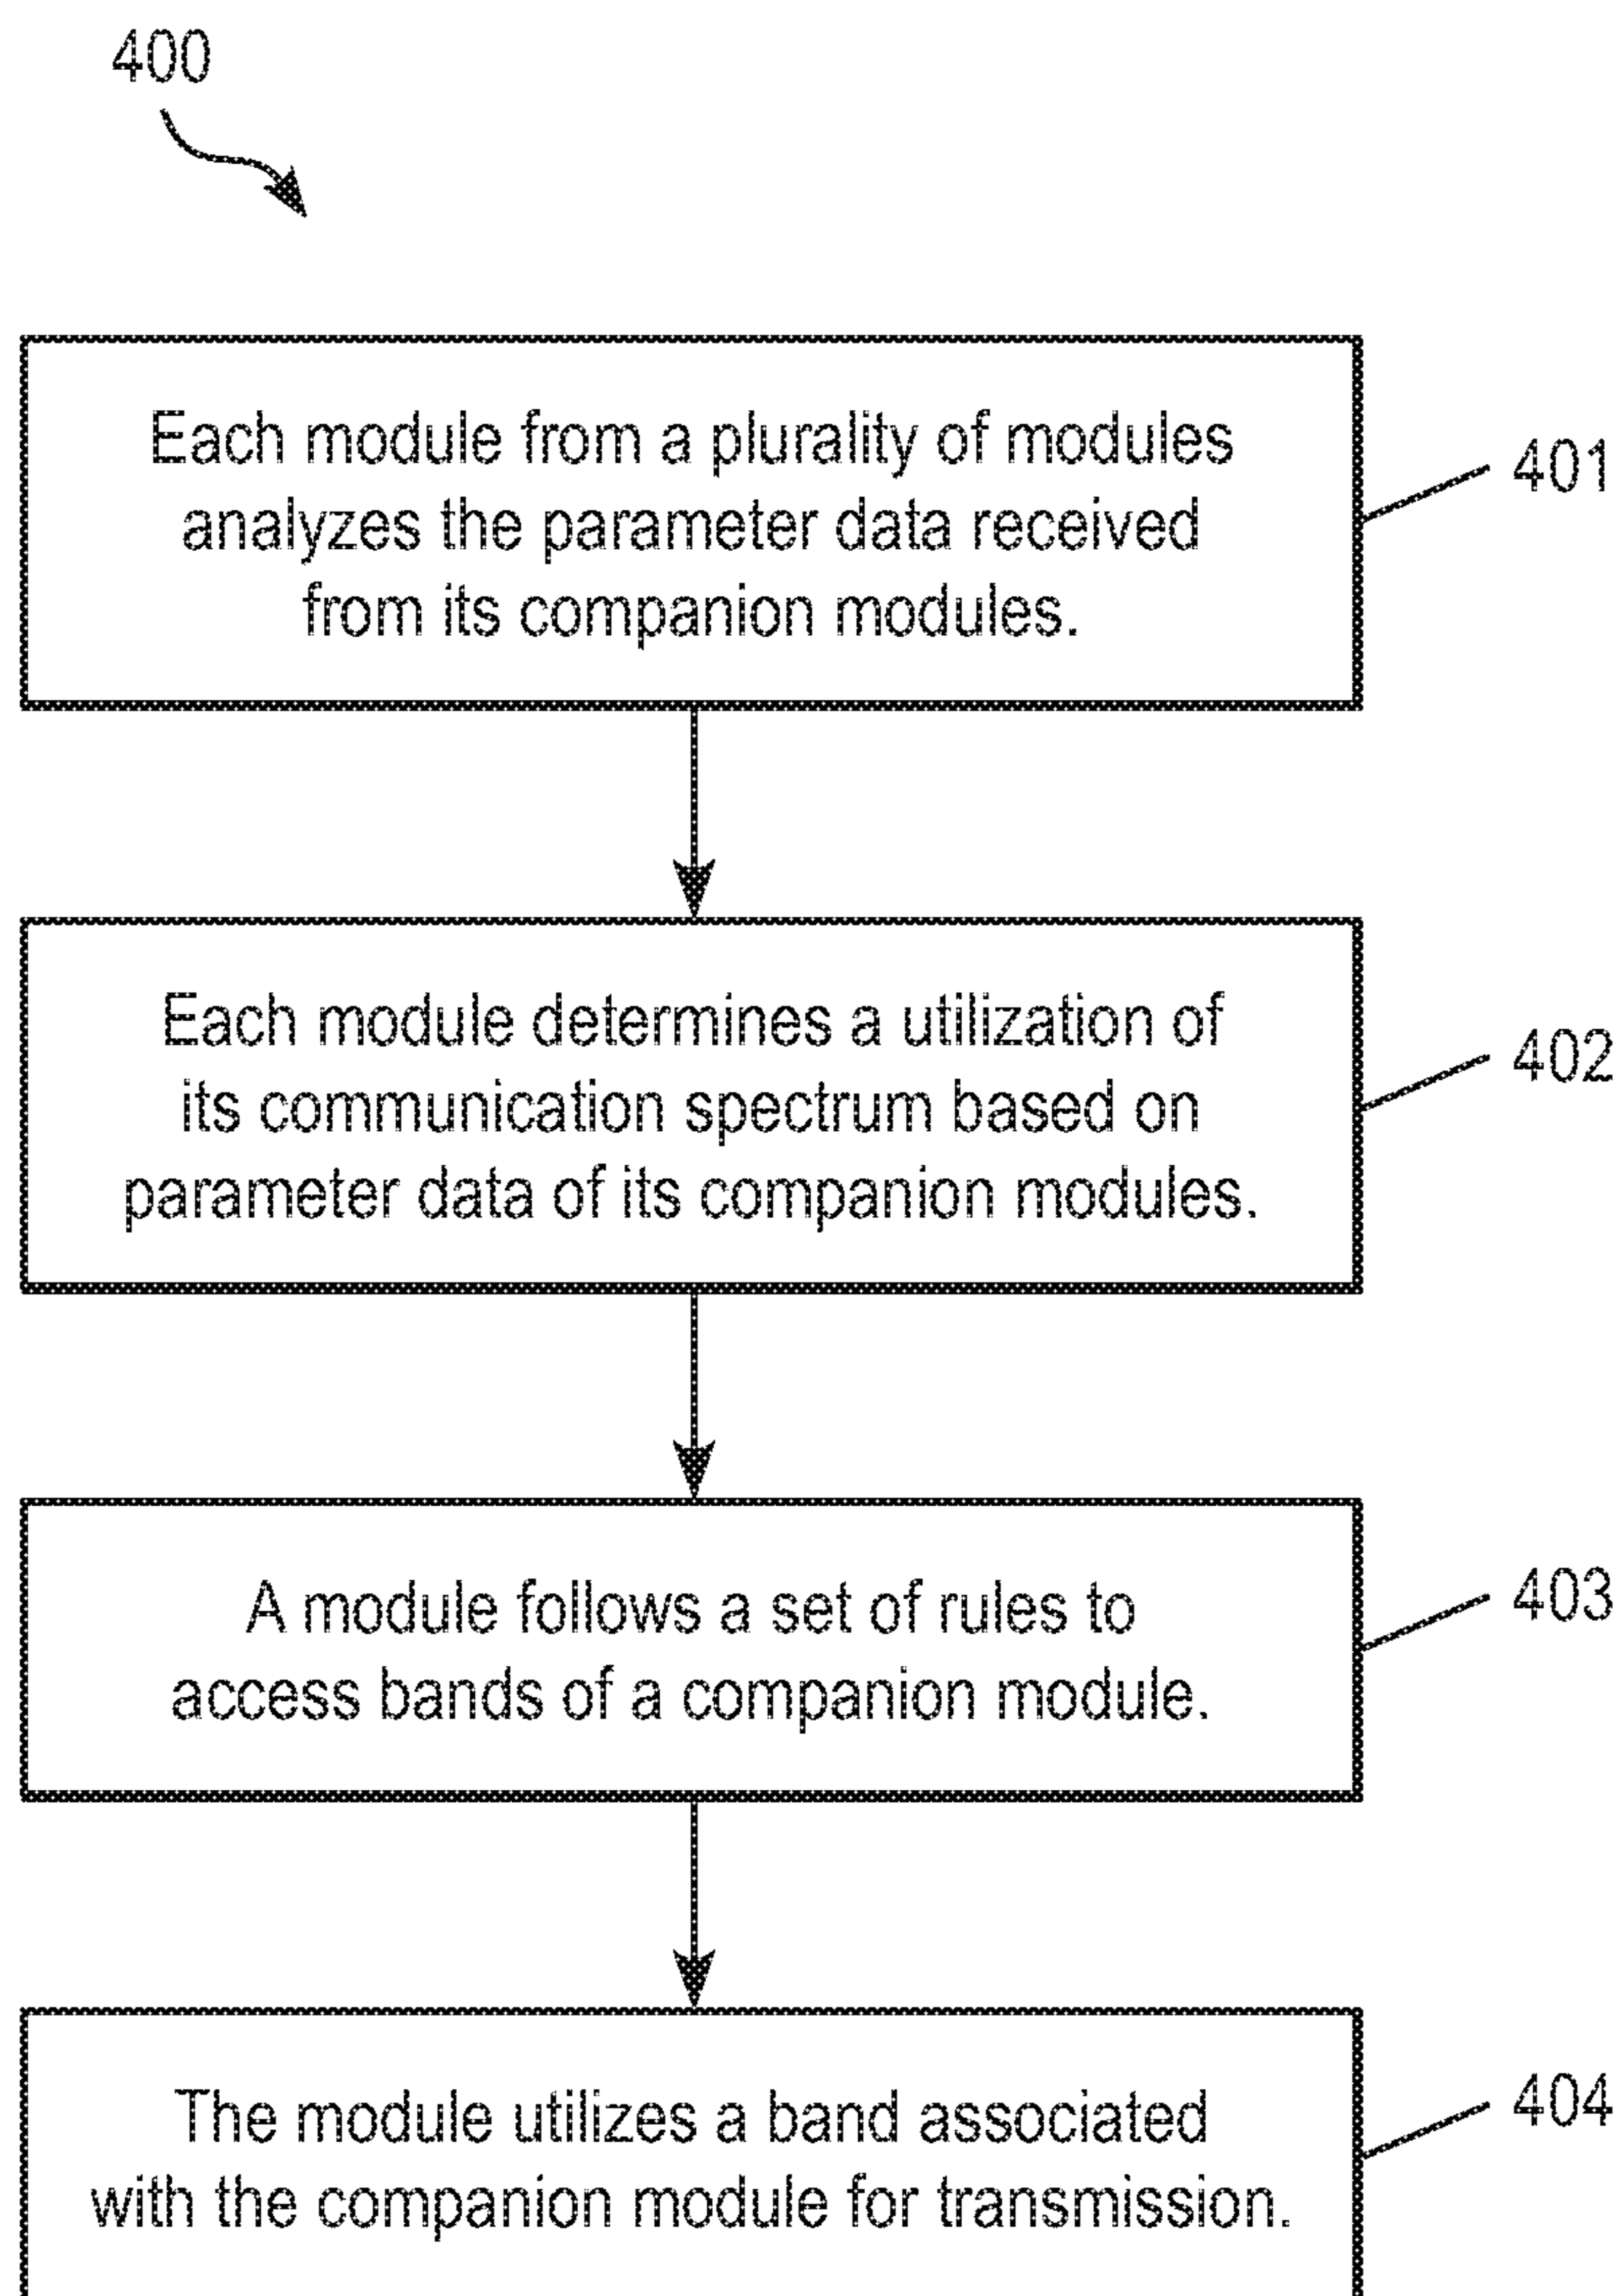 400
Each module from a plurality of modules
analyzes the parameter data received
from its companion modules.
401
Each module determines a utilization of
its communication spectrum based on
parameter data of its companion modules.
402
A module follows a set of rules to
access bands of a companion module.
403
The module utilizes a band associated
with the companion module for transmission.
404